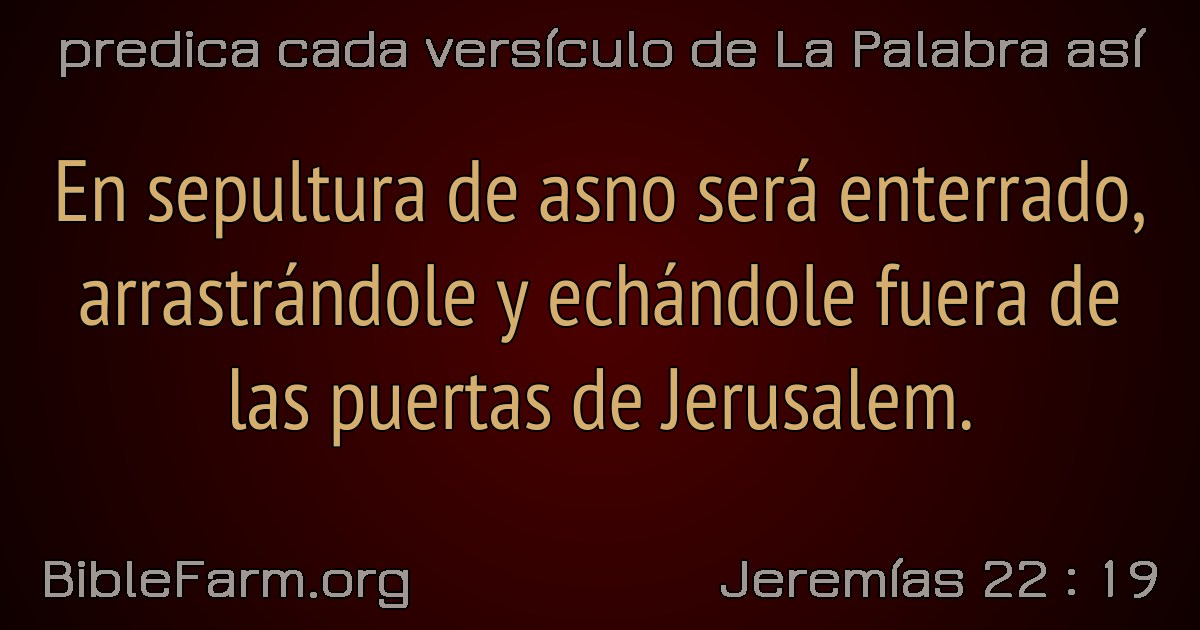 predica cada versículo de La Palabra así
En sepultura de asno será enterrado,
arrastrándole y echándole fuera de
las puertas de Jerusalem.
BibleFarm.org
Jeremías 22 : 19